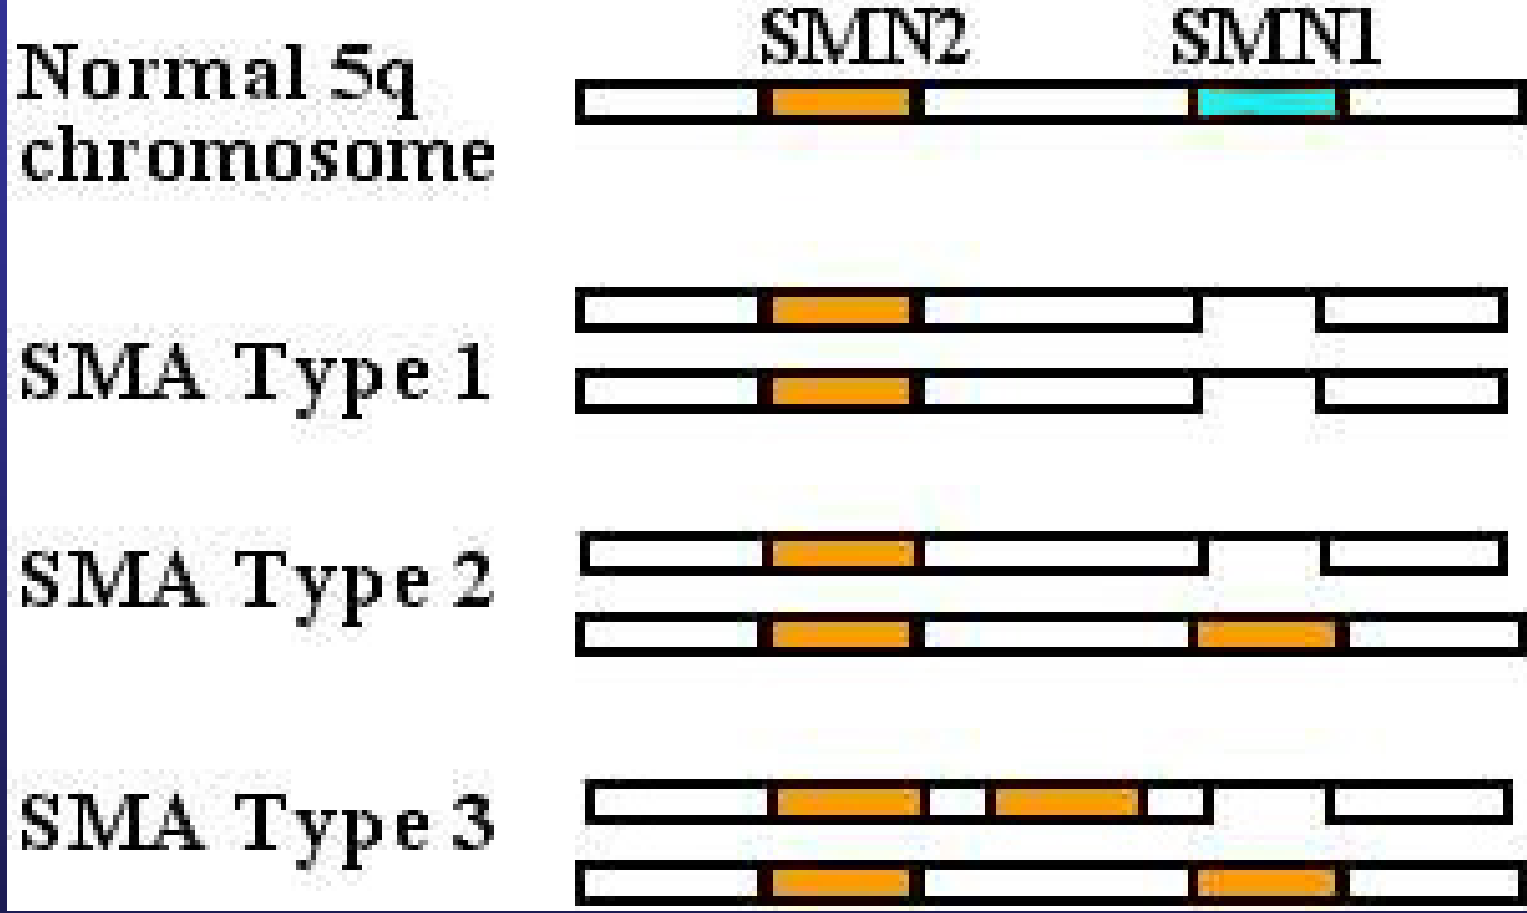 SMN2 SMN1
Normal 5q
chromosome
SMA Type 1
SMA Type 2
SMA Type 3